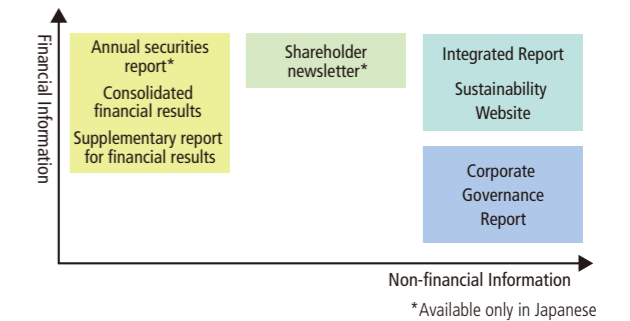 Financial Information
Annual securities
report*
Consolidated
financial results
Supplementary report
for financial results
Shareholder
newsletter*
Integrated Report
Sustainability
Website
Corporate
Governance
Report
Non-financial Information
*Available only in Japanese